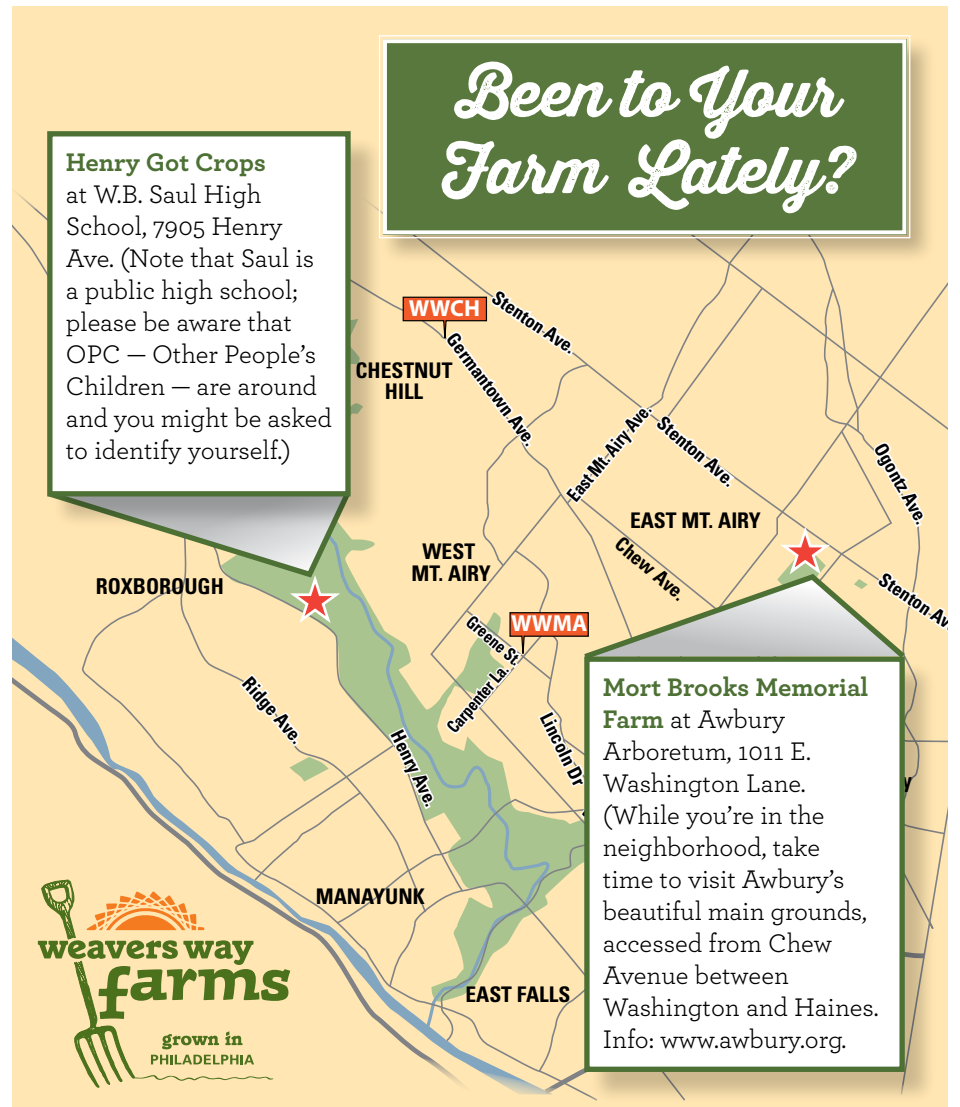 Been to Your
Farm Lately?
Henry Got Crops
at W.B. Saul High
School, 7905 Henry
Ave. (Note that Saul is
a public high school;
please be aware that
OPC — Other People's
Children — are around
and you might be asked
to identify yourself.)
WWCH
Stenton Ave.
Germantown Ave.
CHESTNUT
HILL
East Mt. Airy Ave.
Stenton Ave.
Ogontz Ave.
EAST MT. AIRY
WEST
MT. AIRY
Chew Ave.
Stenton Av
ROXBOROUGH
WWMA
Greene St.
Carpenter La.
Ridge Ave.
Henry Ave.
Lincoln Dr
Mort Brooks Memorial
Farm at Awbury
Arboretum, 1011 E.
Washington Lane.
(While you're in the
neighborhood, take
time to visit Awbury's
beautiful main grounds,
accessed from Chew
Avenue between
Washington and Haines.
Info: www.awbury.org.
MANAYUNK
EAST FALLS
weavers way
farms
grown in
PHILADELPHIA